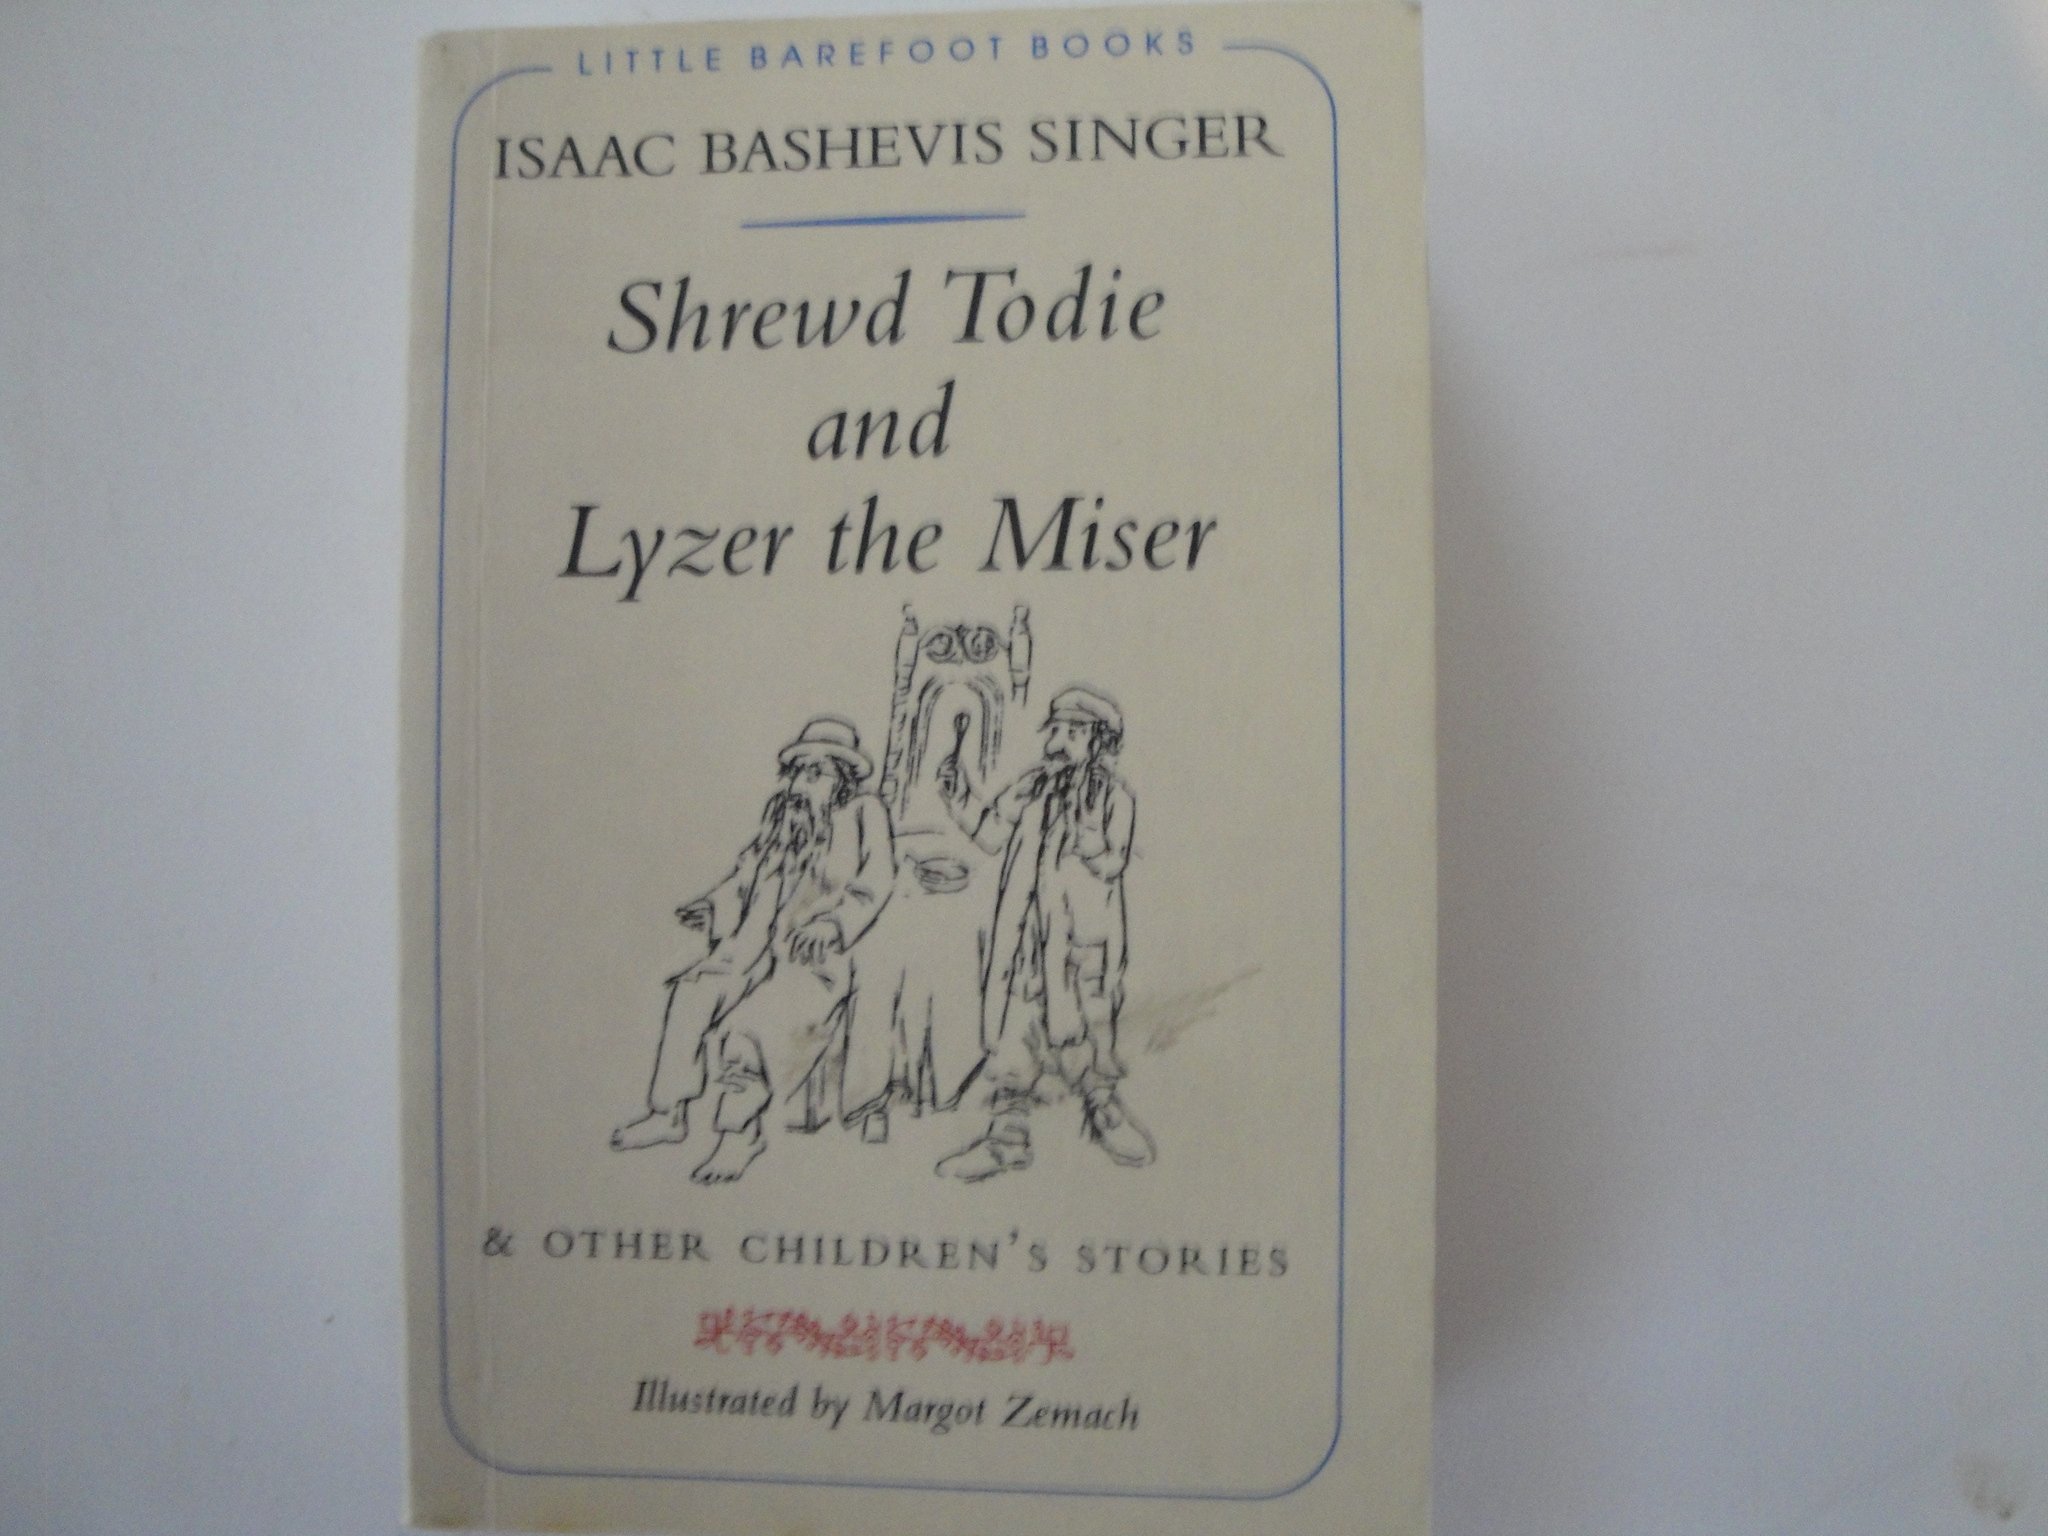 LITTLE BAREFOOT BOOKS
ISAAC BASHEVIS SINGER
Shrewd Todie
and
Lyzer the Miser
& OTHER CHILDREN'S STORIES
Illustrated by Margot Zemach